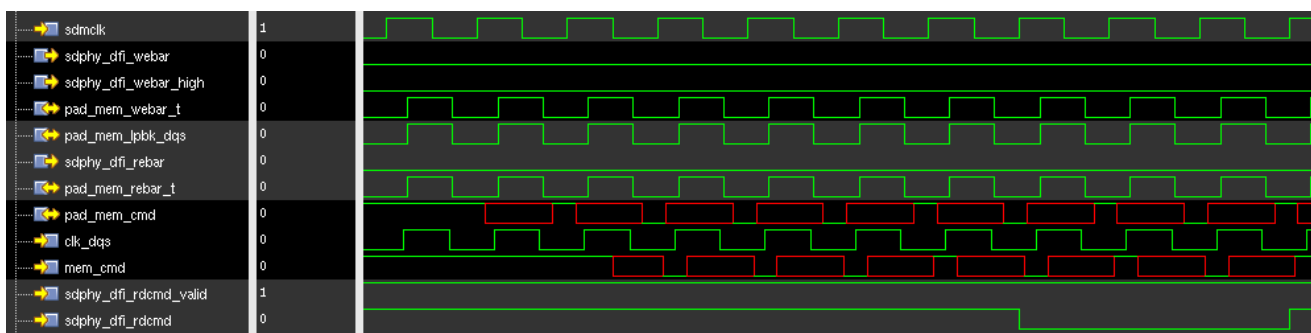 sdmclk 1
sdphy_dfi_webar 0
sdphy_dfi_webar_high 0
pad_mem_webar_t 0
pad_mem_lpbk_dqs 0
sdphy_dfi_rebar 0
pad_mem_rebar_t 0
pad_mem_cmd 0
clk_dqs 0
mem_cmd 0
sdphy_dfi_rdcmd_valid 1
sdphy_dfi_rdcmd 0